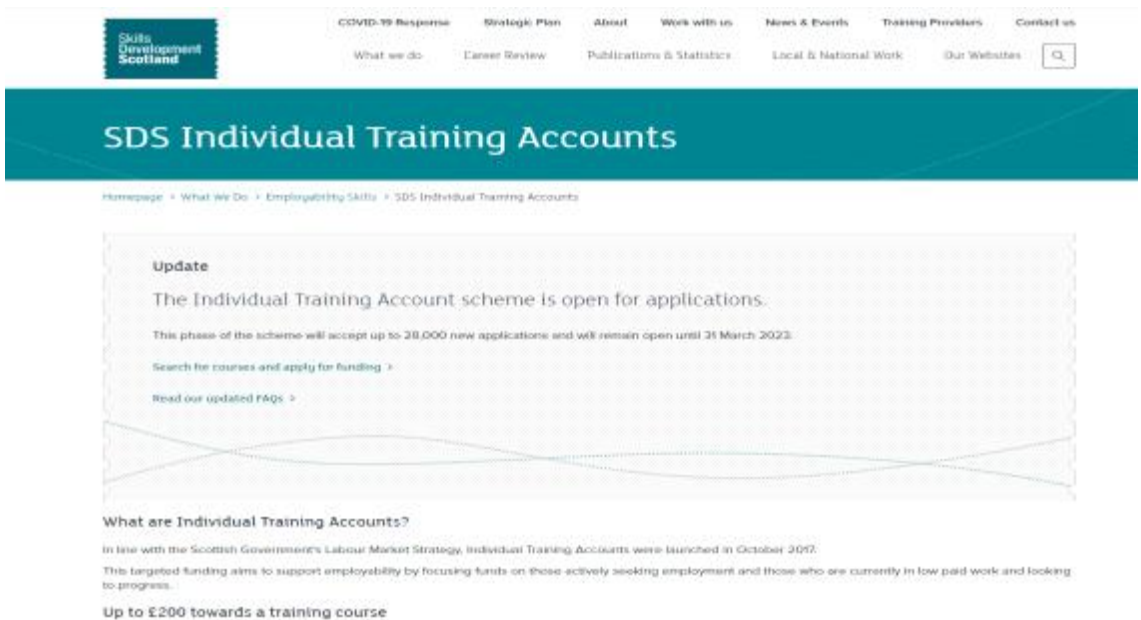 Skills
Development
Scotland
COVID-19 Response Strategic Plan About Work with us News & Events Training Providers Contact us
What we do Career Review Publications & Statistics Local & National Work Our Websites
SDS Individual Training Accounts
Homepage > What We Do > Employability Skills > SDS Individual Training Accounts
Update
The Individual Training Account scheme is open for applications.
This phase of the scheme will accept up to 28,000 new applications and will remain open until 31 March 2023.
Search for courses and apply for funding >
Read our updated FAQs >
What are Individual Training Accounts?
In line with the Scottish Government's Labour Market Strategy, Individual Training Accounts were launched in October 2017.
This targeted funding aims to support employability by focusing funds on those actively seeking employment and those who are currently in low paid work and looking
to progress.
Up to £200 towards a training course